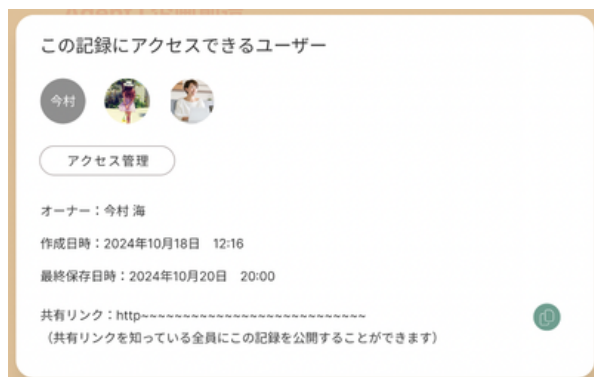 この記録にアクセスできるユーザー
今村
アクセス管理
オーナー：今村 海
作成日時：2024年10月18日　12:16
最終保存日時：2024年10月20日　20:00
共有リンク：http~~~~~~~~~~~~~~~~~~~~~~~~~~~
（共有リンクを知っている全員にこの記録を公開することができます）